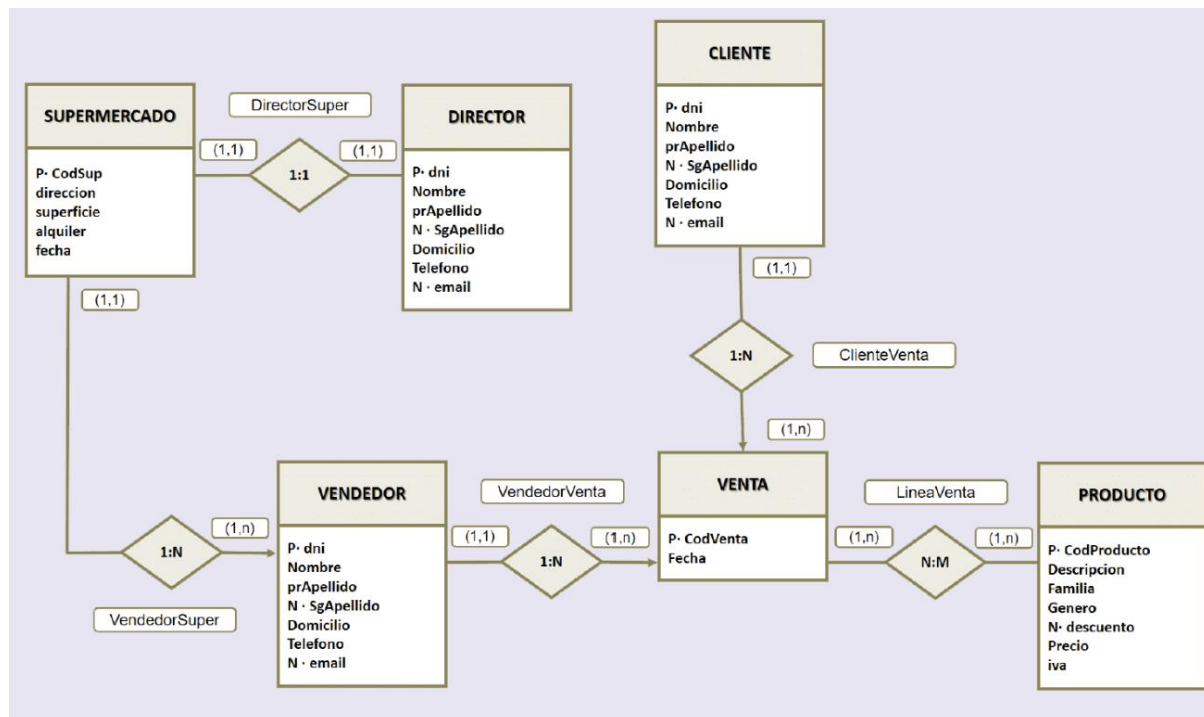 SUPERMERCADO
P· CodSup
direccion
superficie
alquiler
fecha
DirectorSuper
(1,1)
1:1
(1,1)
DIRECTOR
P· dni
Nombre
prApellido
N · SgApellido
Domicilio
Telefono
N · email
CLIENTE
P· dni
Nombre
prApellido
N · SgApellido
Domicilio
Telefono
N · email
(1,1)
1:N
ClienteVenta
(1,n)
(1,1)
1:N
(1,n)
VendedorSuper
VENDEDOR
P· dni
Nombre
prApellido
N · SgApellido
Domicilio
Telefono
N · email
VendedorVenta
(1,1)
1:N
(1,n)
VENTA
P· CodVenta
Fecha
LineaVenta
(1,n)
N:M
(1,n)
PRODUCTO
P· CodProducto
Descripcion
Familia
Genero
N· descuento
Precio
iva